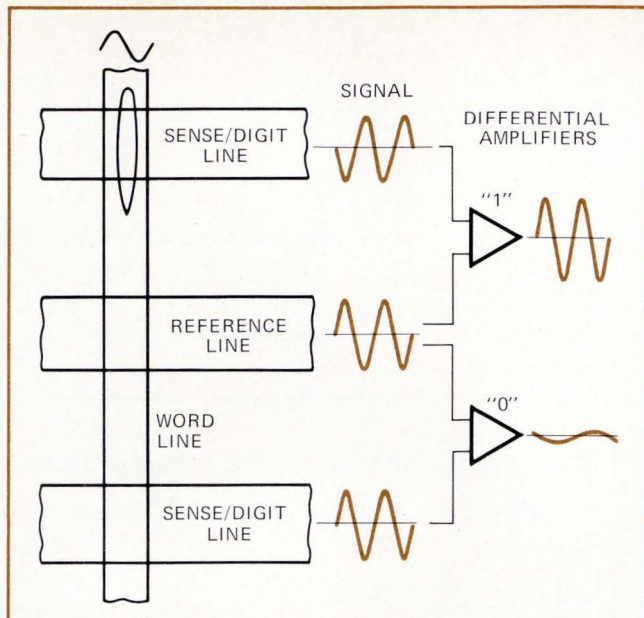 SIGNAL
DIFFERENTIAL
AMPLIFIERS
SENSE/DIGIT
LINE
"1"
REFERENCE
LINE
"0"
WORD
LINE
SENSE/DIGIT
LINE